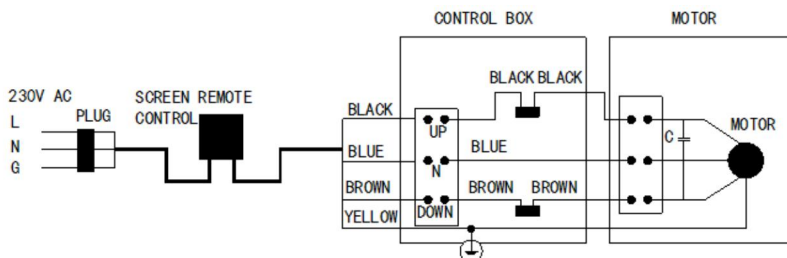 CONTROL BOX
MOTOR
230V AC
L
N
G
PLUG
SCREEN REMOTE
CONTROL
BLACK
BLUE
BROWN
YELLOW
UP
N
DOWN
BLACK BLACK
BLUE
BROWN BROWN
C
MOTOR